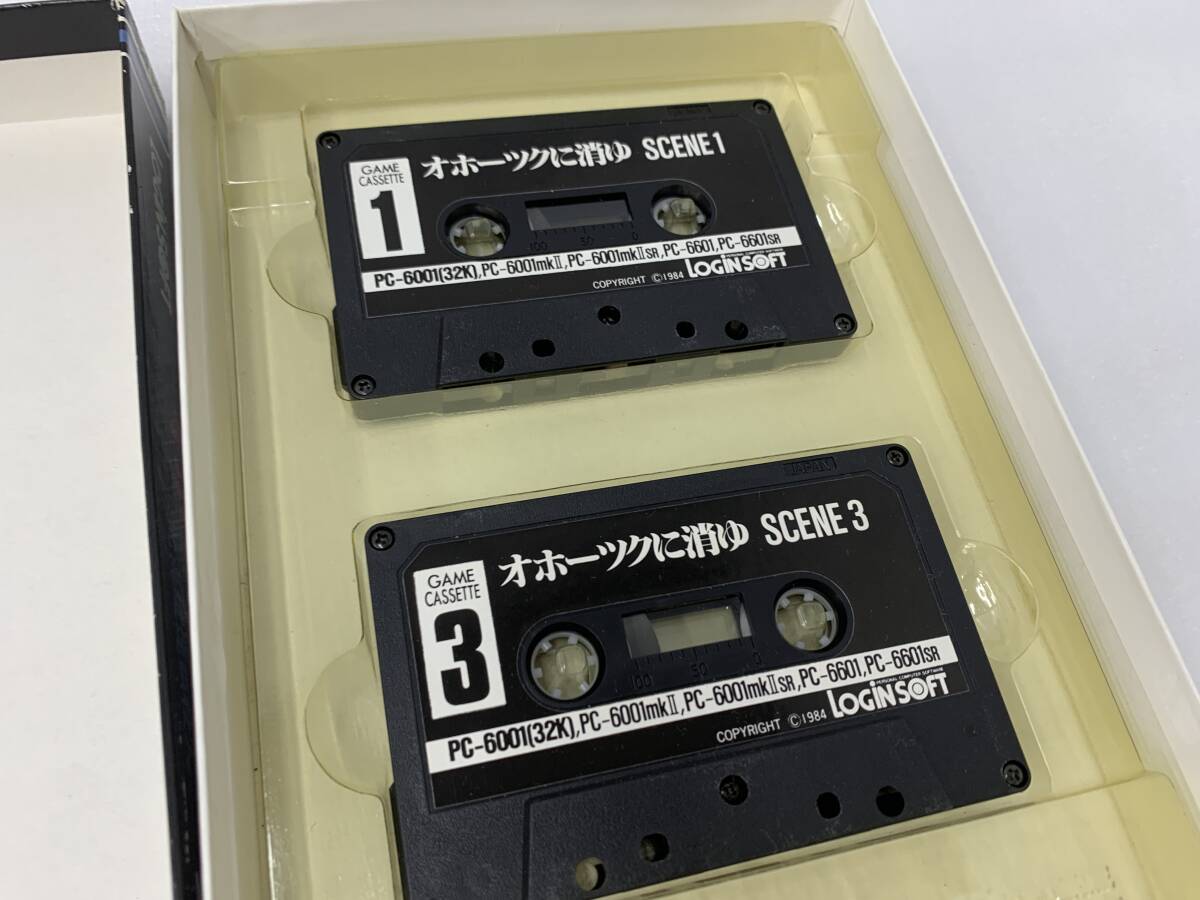 GAME
CASSETTE
1
オホーツクに消ゆ SCENE 1
100 50 0
PC-6001(32K), PC-6001mkⅡ, PC-6001mkⅡSR, PC-6601, PC-6601SR
COPYRIGHT ©1984 LOGiN SOFT
JAPAN
GAME
CASSETTE
3
オホーツクに消ゆ SCENE 3
100 50 0
PC-6001(32K), PC-6001mkⅡ, PC-6001mkⅡSR, PC-6601, PC-6601SR
PERSONAL COMPUTER SOFTWARE
COPYRIGHT ©1984 LOGiN SOFT